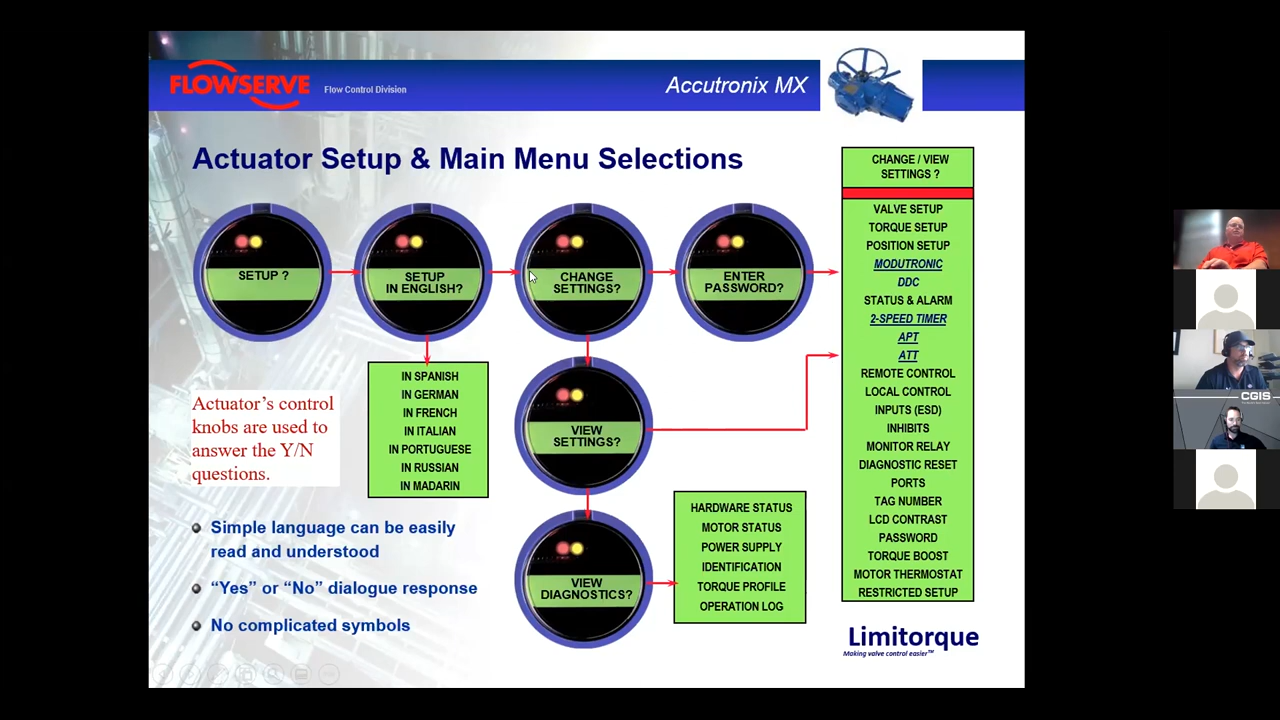 FLOWSERVE
Flow Control Division
Accutronix MX
Actuator Setup & Main Menu Selections
SETUP ?
SETUP
IN ENGLISH?
CHANGE
SETTINGS?
ENTER
PASSWORD?
IN SPANISH
IN GERMAN
IN FRENCH
IN ITALIAN
IN PORTUGUESE
IN RUSSIAN
IN MADARIN
VIEW
SETTINGS?
VIEW
DIAGNOSTICS?
HARDWARE STATUS
MOTOR STATUS
POWER SUPPLY
IDENTIFICATION
TORQUE PROFILE
OPERATION LOG
CHANGE / VIEW
SETTINGS ?
VALVE SETUP
TORQUE SETUP
POSITION SETUP
MODUTRONIC
DDC
STATUS & ALARM
2-SPEED TIMER
APT
ATT
REMOTE CONTROL
LOCAL CONTROL
INPUTS (ESD)
INHIBITS
MONITOR RELAY
DIAGNOSTIC RESET
PORTS
TAG NUMBER
LCD CONTRAST
PASSWORD
TORQUE BOOST
MOTOR THERMOSTAT
RESTRICTED SETUP
Actuator's control
knobs are used to
answer the Y/N
questions.
Simple language can be easily
read and understood
“Yes” or “No” dialogue response
No complicated symbols
Limitorque
Making valve control easier™
CGIS